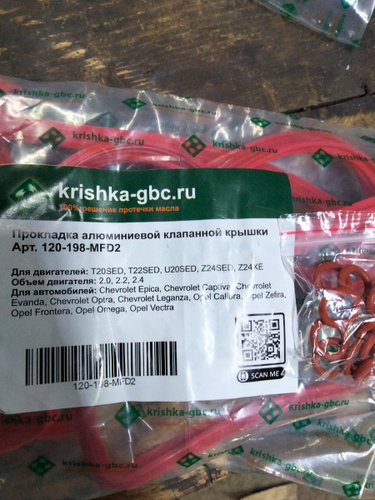 krishka-gbc.ru
krishka-gbc.ru
krishka-gbc.ru
100% решение протечки масла
Прокладка алюминиевой клапанной крышки
Арт. 120-198-MFD2
Для двигателей: T20SED, T22SED, U20SED, Z24SED, Z24XE
Объем двигателя: 2.0, 2.2, 2.4
Для автомобилей: Chevrolet Epica, Chevrolet Captiva, Chevrolet
Evanda, Chevrolet Optra, Chevrolet Leganza, Opel Calibra, Opel Zefira,
Opel Frontera, Opel Omega, Opel Vectra
120-198-MFD2
SCAN ME
krishka-gbc.ru
krishka-gbc.ru